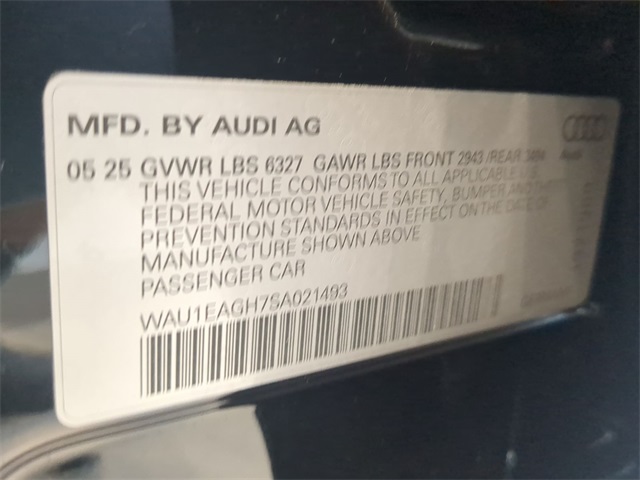 MFD. BY AUDI AG
05 25 GVWR LBS 6327 GAWR LBS FRONT 2943 /REAR
THIS VEHICLE CONFORMS TO ALL APPLICABLE U.S.
FEDERAL MOTOR VEHICLE SAFETY, BUMPER AND THEFT
PREVENTION STANDARDS IN EFFECT ON THE DATE OF
MANUFACTURE SHOWN ABOVE
PASSENGER CAR
WAU1EAGH7SA021493
Audi